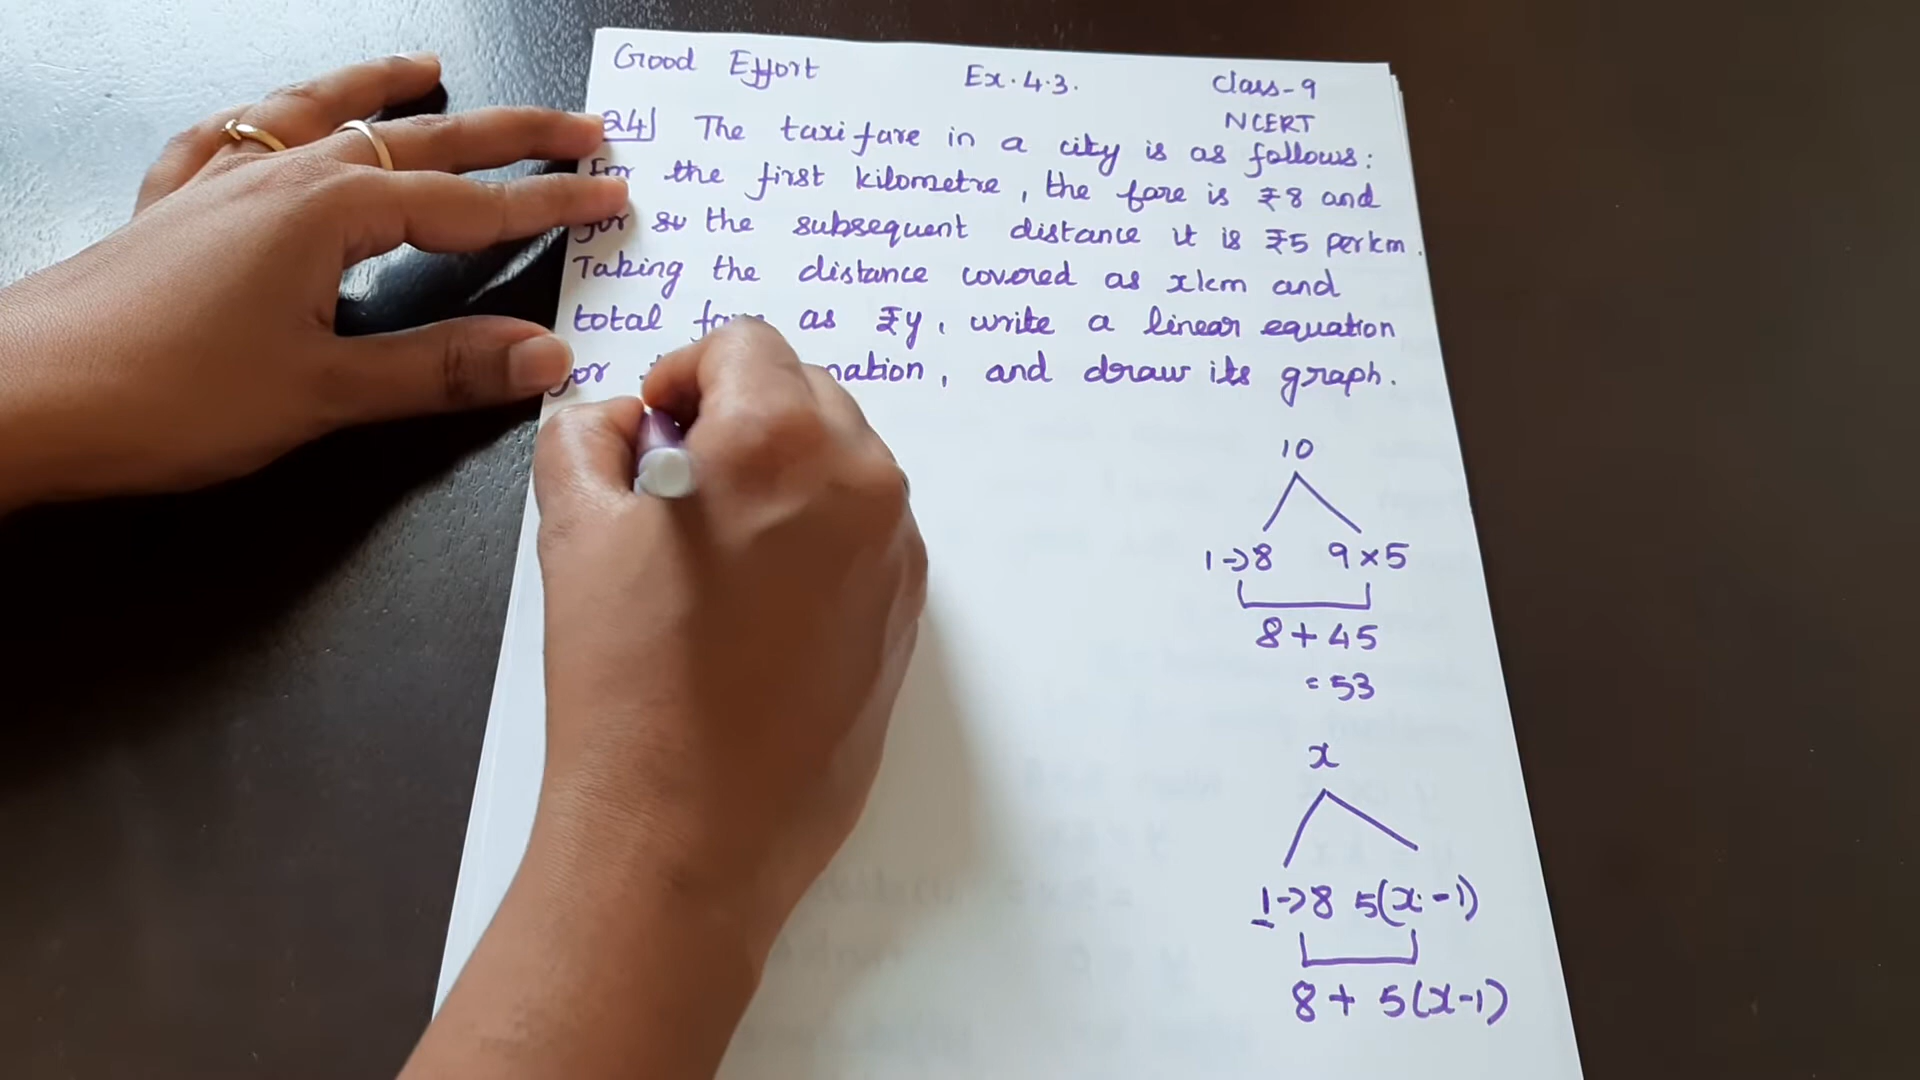 Good Effort Ex. 4.3. Class-9
NCERT
24 The taxi fare in a city is as follows:
For the first kilometre, the fare is ₹8 and
for su the subsequent distance it is ₹5 per km.
Taking the distance covered as x km and
total fare as ₹y, write a linear equation
for and draw its graph.
10
1→8 9×5
8+45
=53
x
1→8 5(x-1)
8+ 5(x-1)